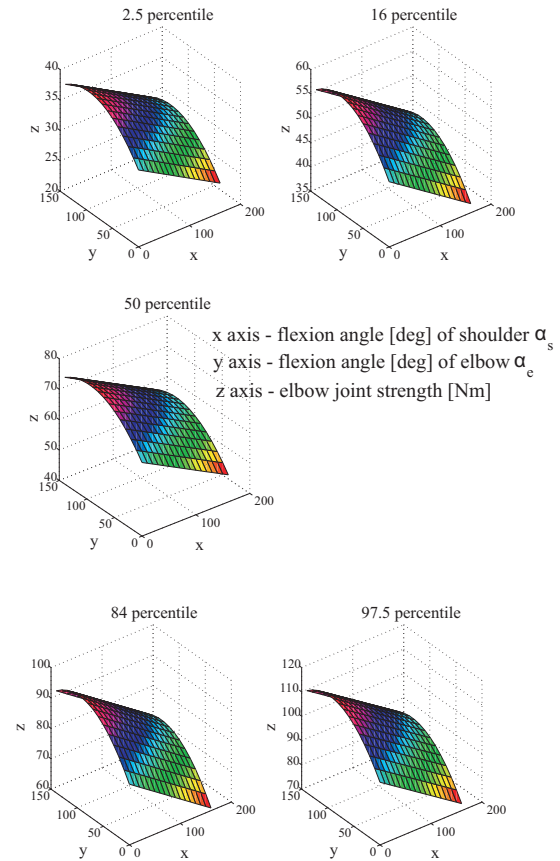 2.5 percentile
16 percentile
40
35
30
25
20
z
150
100
50
0
y
0
100
200
x
60
55
50
45
40
35
z
150
100
50
0
y
0
100
200
x
50 percentile
x axis - flexion angle [deg] of shoulder α_s
y axis - flexion angle [deg] of elbow α_e
z axis - elbow joint strength [Nm]
80
70
60
50
40
z
150
100
50
0
y
0
100
200
x
84 percentile
97.5 percentile
100
90
80
70
60
z
150
100
50
0
y
0
100
200
x
120
110
100
90
80
70
z
150
100
50
0
y
0
100
200
x